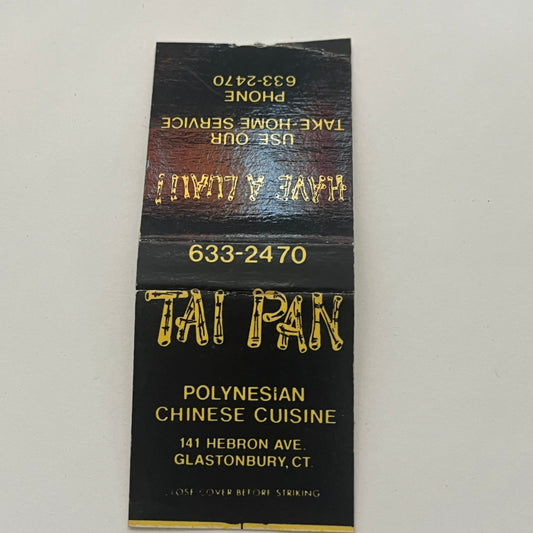 633-2470
PHONE
TAKE-HOME SERVICE
USE OUR
HAVE A LUAU!!
633-2470
TAI PAN
POLYNESIAN
CHINESE CUISINE
141 HEBRON AVE.
GLASTONBURY, CT.
CLOSE COVER BEFORE STRIKING